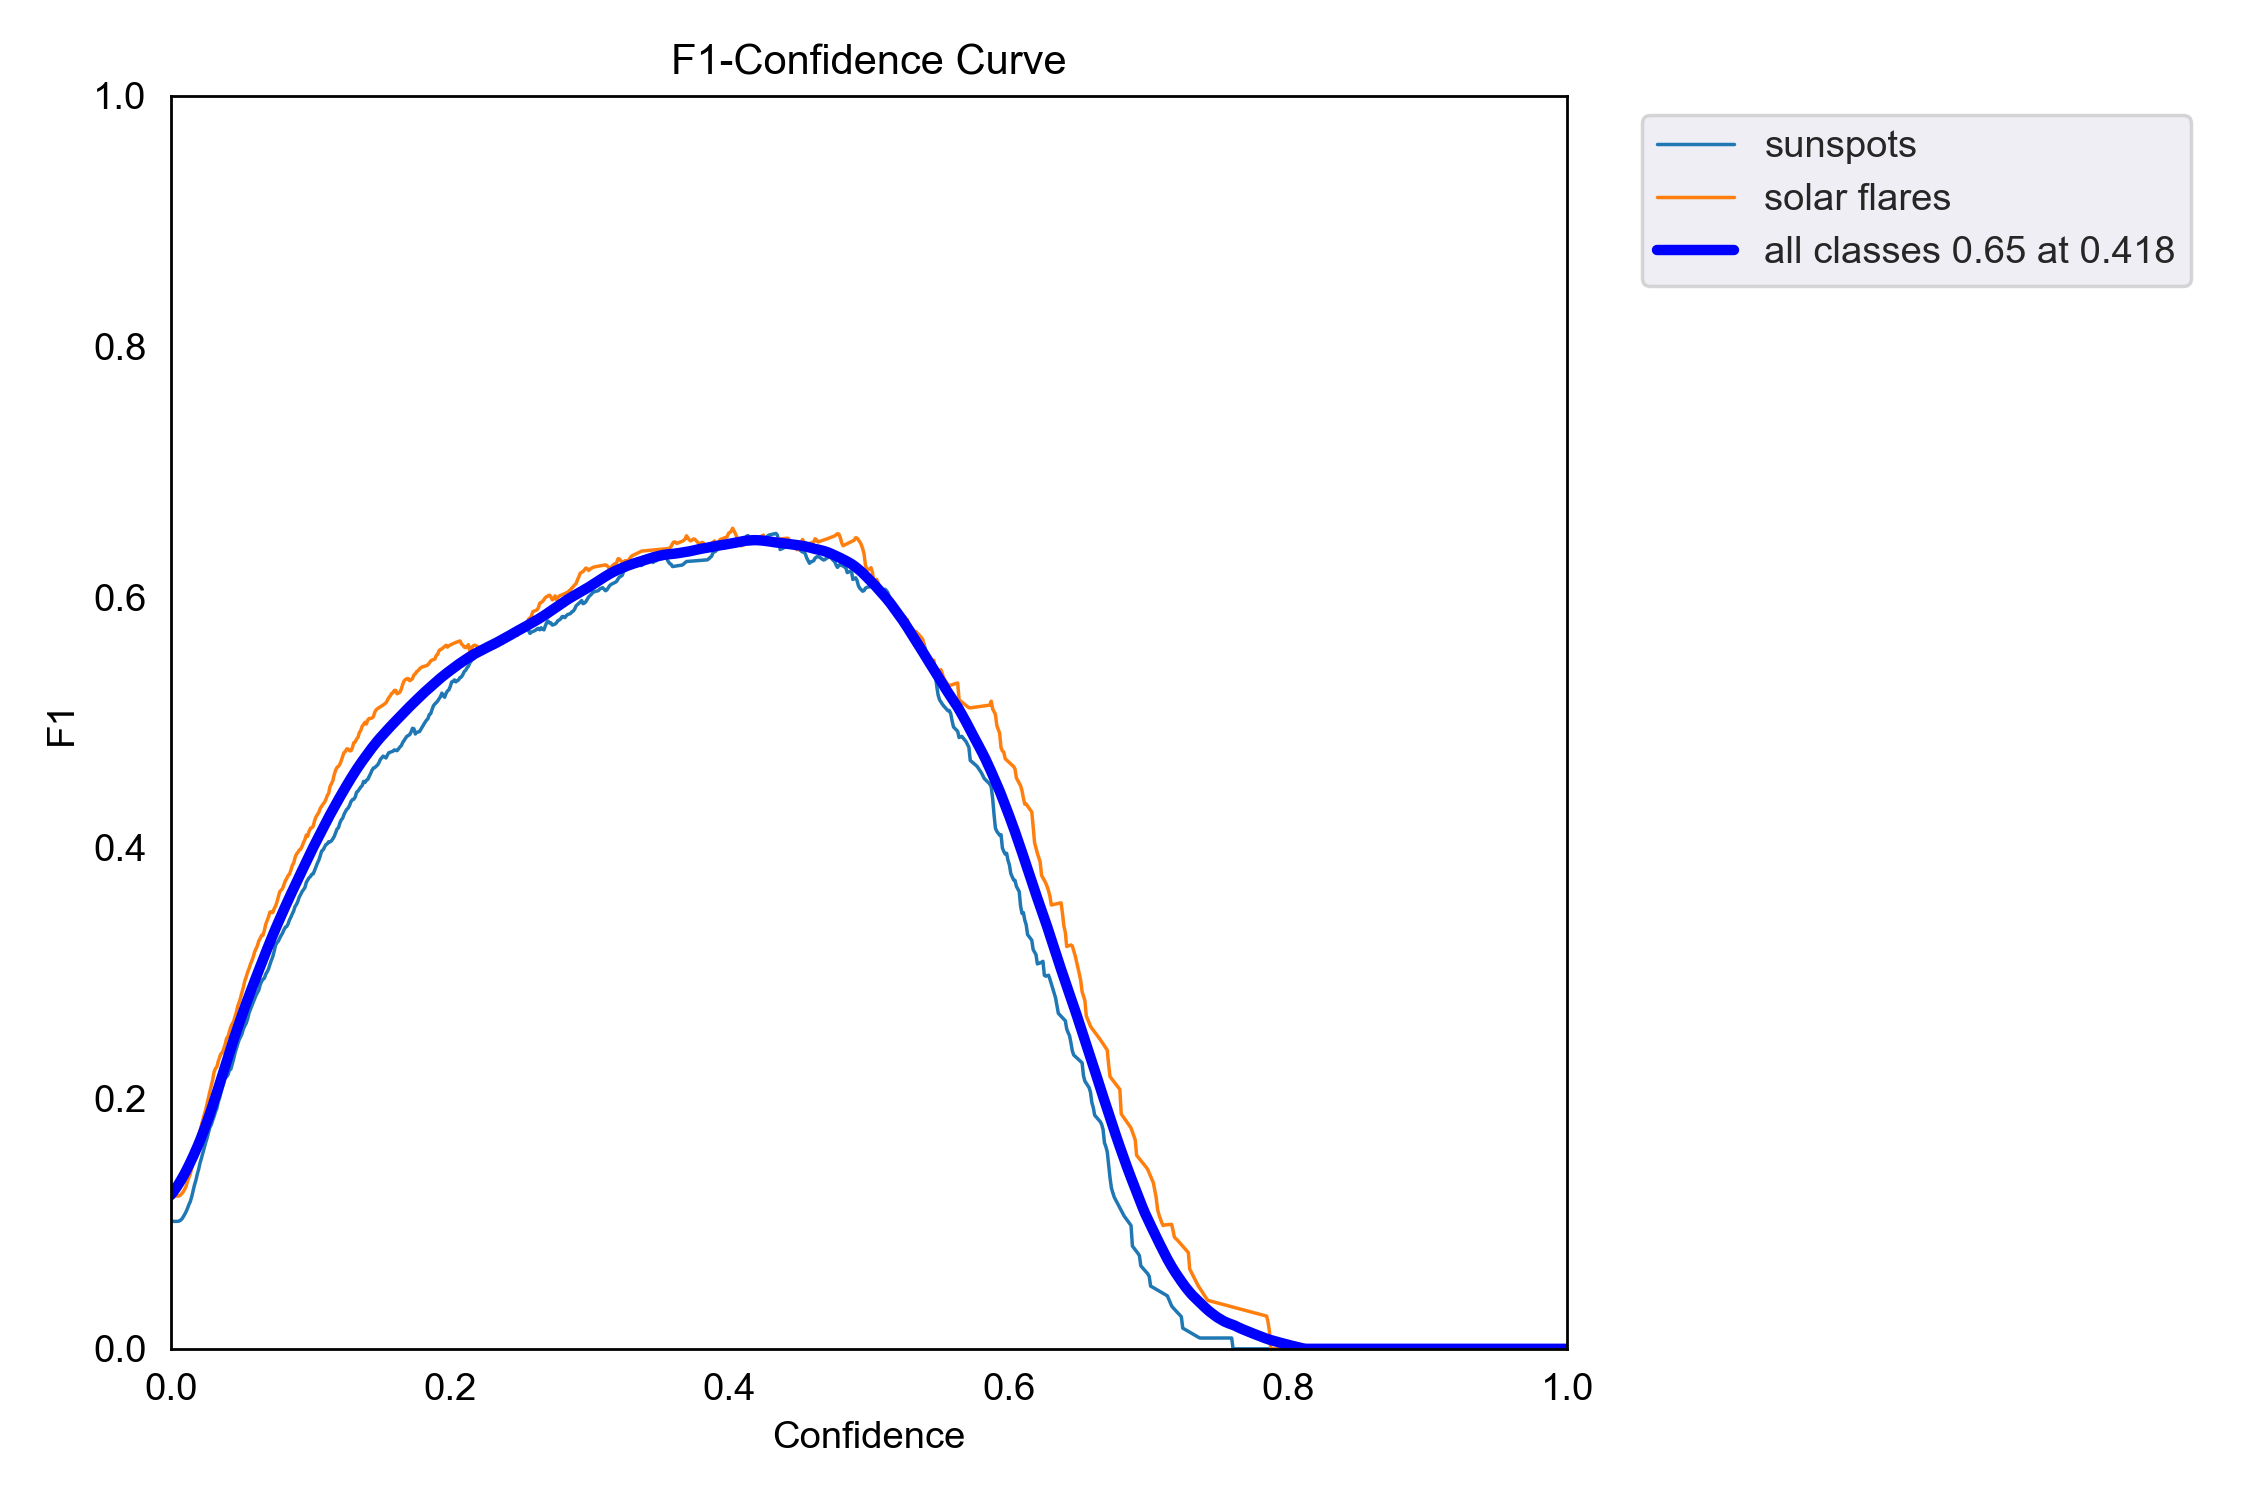 F1-Confidence Curve
1.0
0.8
0.6
0.4
0.2
0.0
F1
0.0 0.2 0.4 0.6 0.8 1.0
Confidence
sunspots
solar flares
all classes 0.65 at 0.418